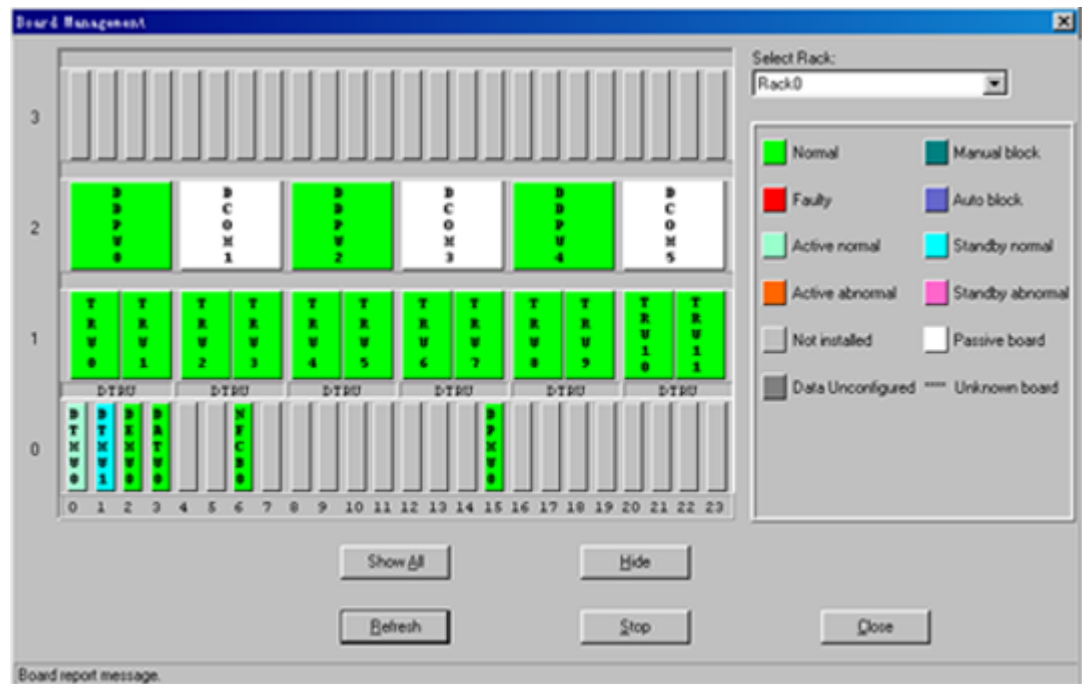 Board Management
Select Rack:
Rack0
3
Normal
Manual block
Faulty
Auto block
Active normal
Standby normal
Active abnormal
Standby abnormal
Not installed
Passive board
Data Unconfigured
Unknown board
2
DDPU0
DCOM1
DDPU2
DCOM3
DDPU4
DCOM5
1
TRU0
TRU1
TRU2
TRU3
TRU4
TRU5
TRU6
TRU7
TRU8
TRU9
TRU10
TRU11
DTRU DTRU DTRU DTRU DTRU DTRU
0
DTMU0
DTMU1
DEMU0
DATU0
NFCB0
DPMU0
0 1 2 3 4 5 6 7 8 9 10 11 12 13 14 15 16 17 18 19 20 21 22 23
Show All
Hide
Refresh
Stop
Close
Board report message.